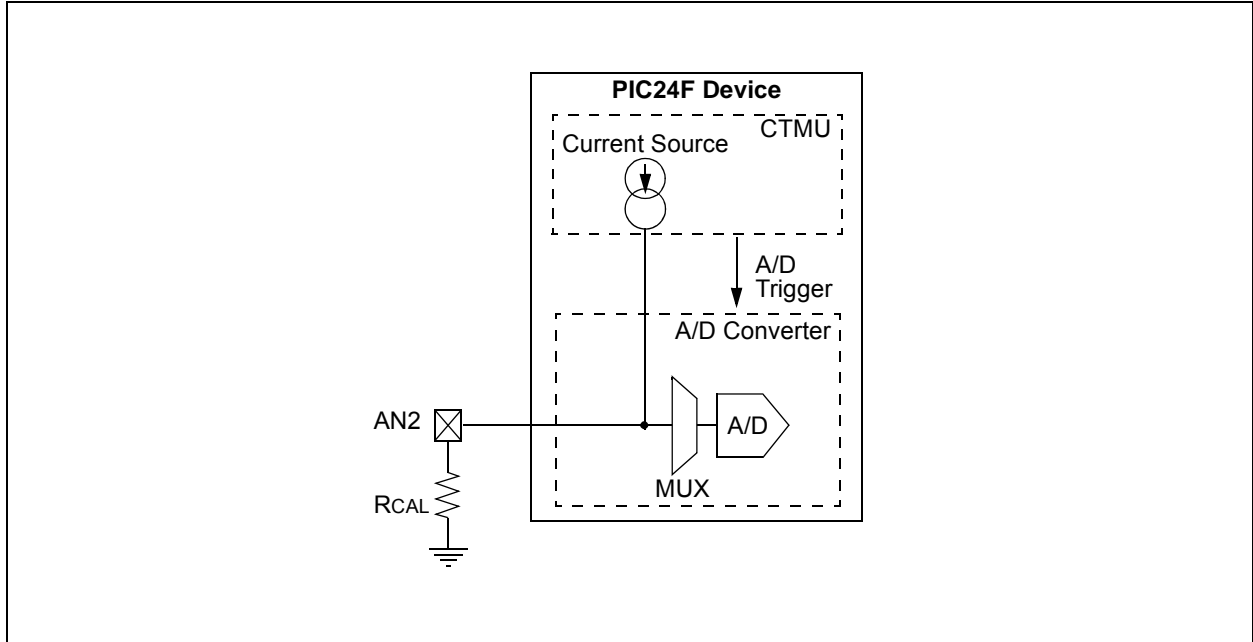 PIC24F Device
CTMU
Current Source
A/D
Trigger
A/D Converter
AN2
A/D
MUX
RCAL